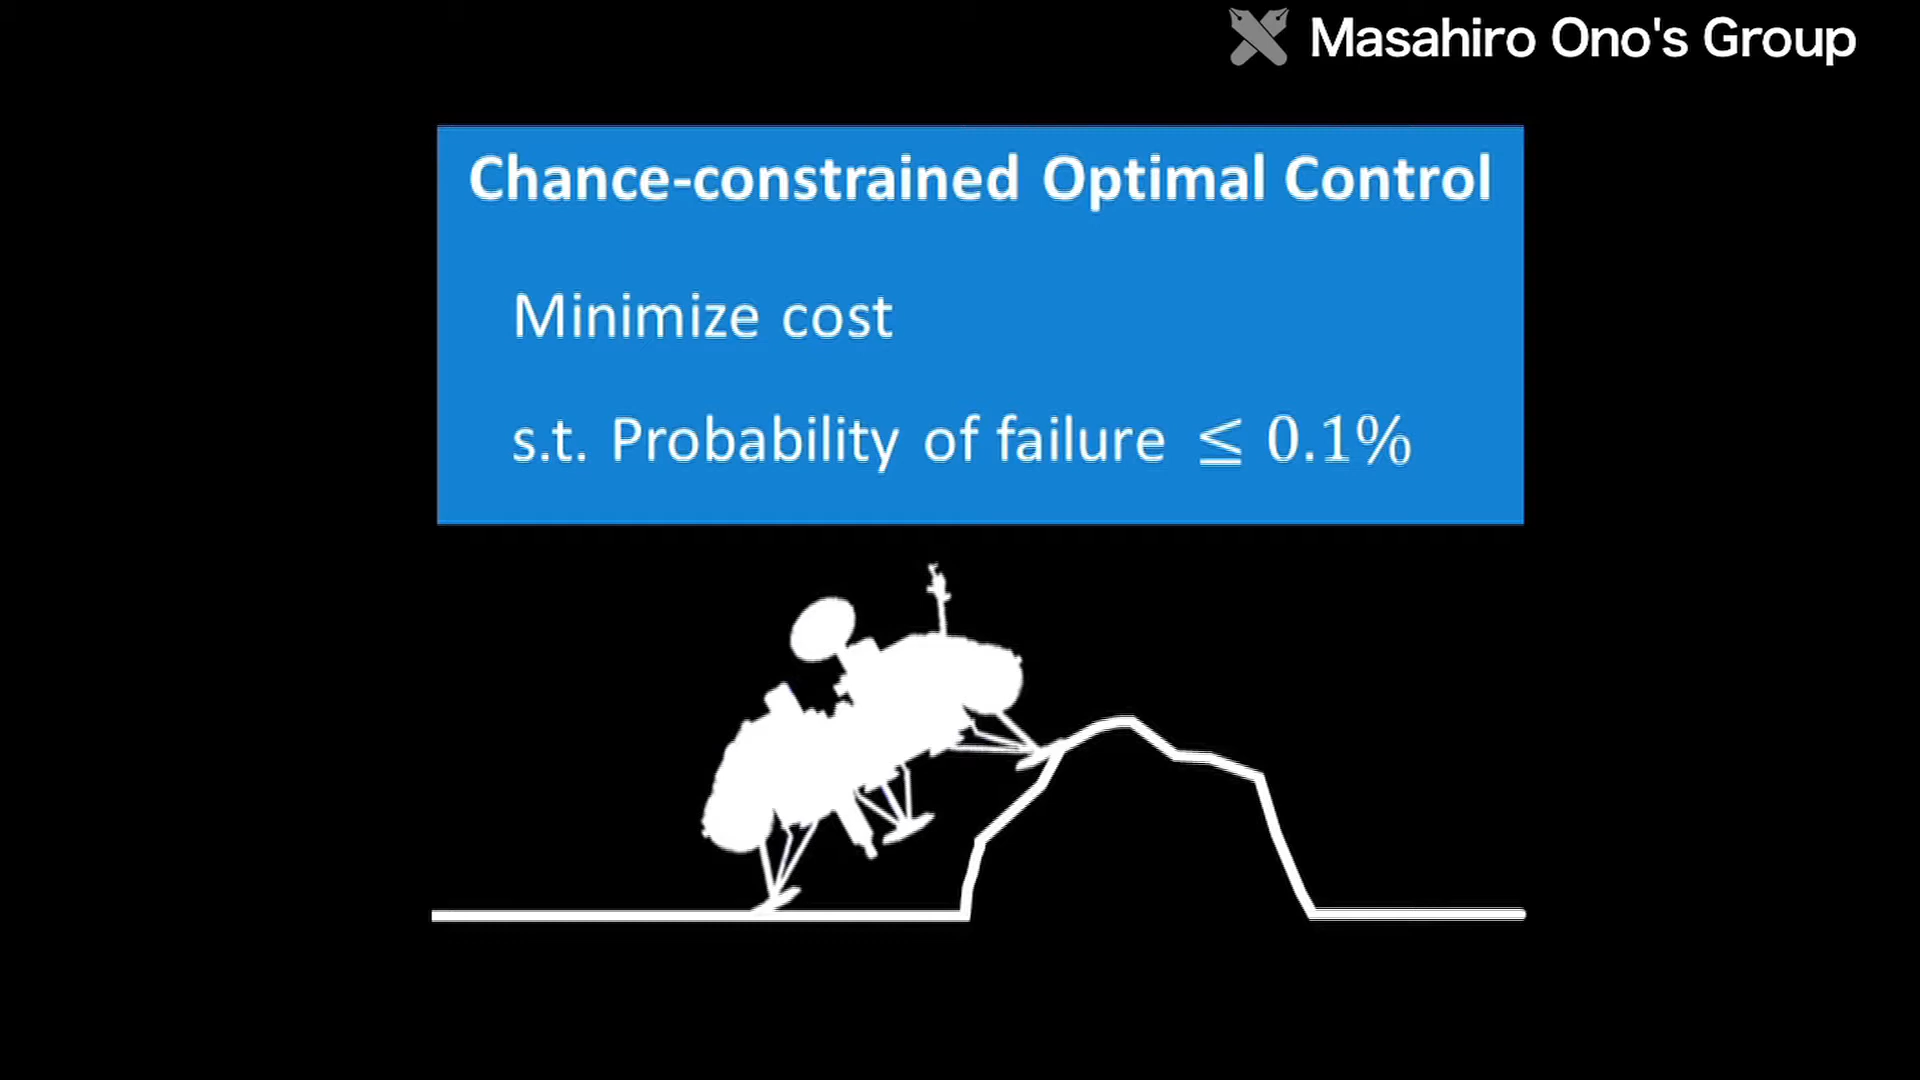 Masahiro Ono's Group
Chance-constrained Optimal Control
Minimize cost
s.t. Probability of failure ≤ 0.1%